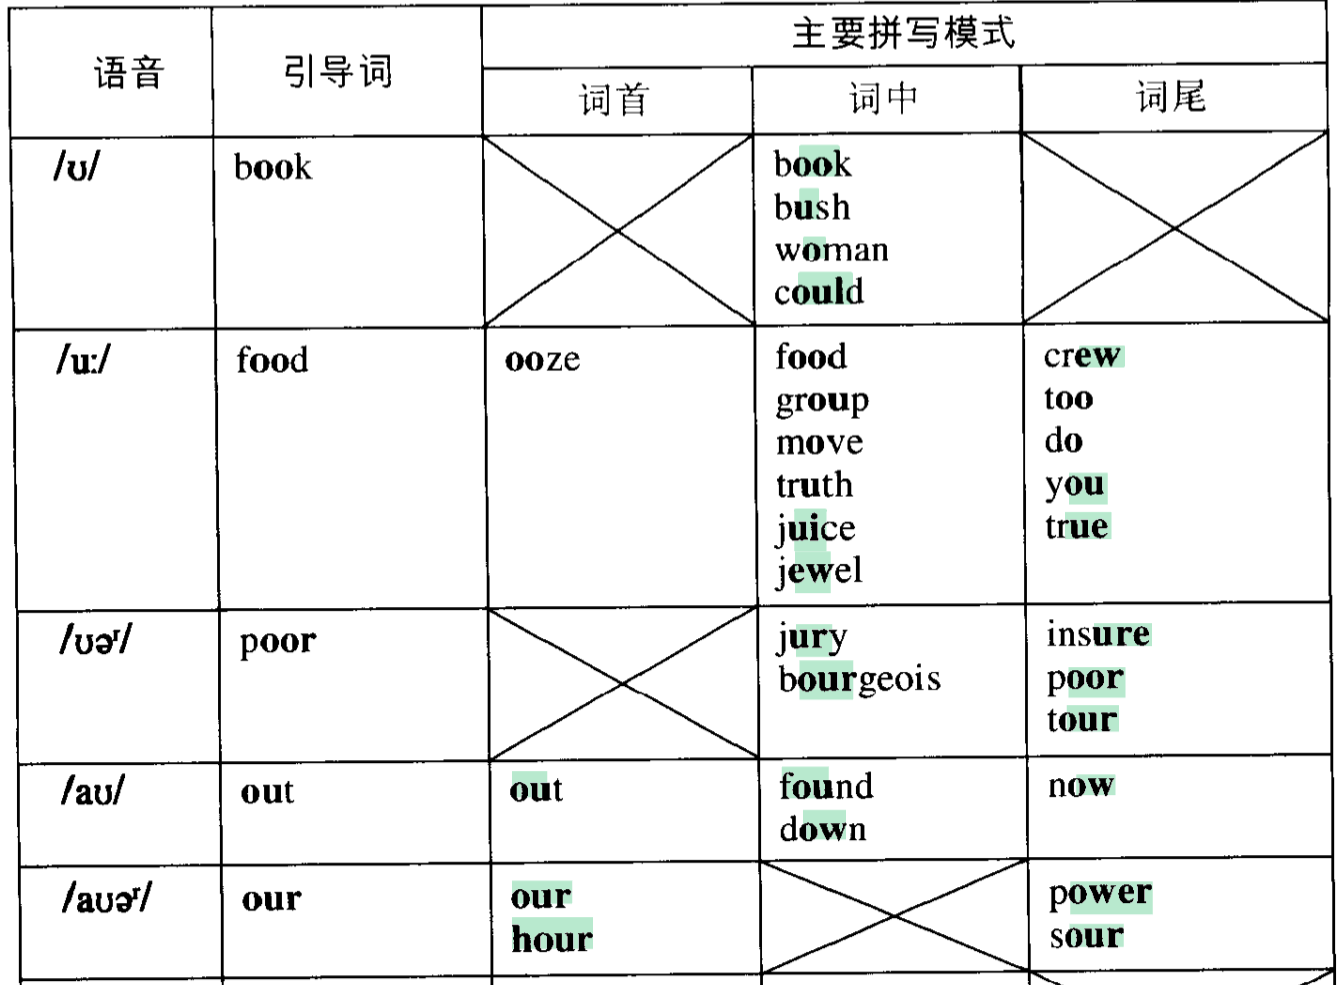 语音 引导词 主要拼写模式
词首 词中 词尾
/ʊ/ book book
bush
woman
could
/u:/ food ooze food crew
group too
move do
truth you
juice true
jewel
/ʊəʳ/ poor jury insure
bourgeois poor
tour
/aʊ/ out out found now
down
/aʊəʳ/ our our power
hour sour